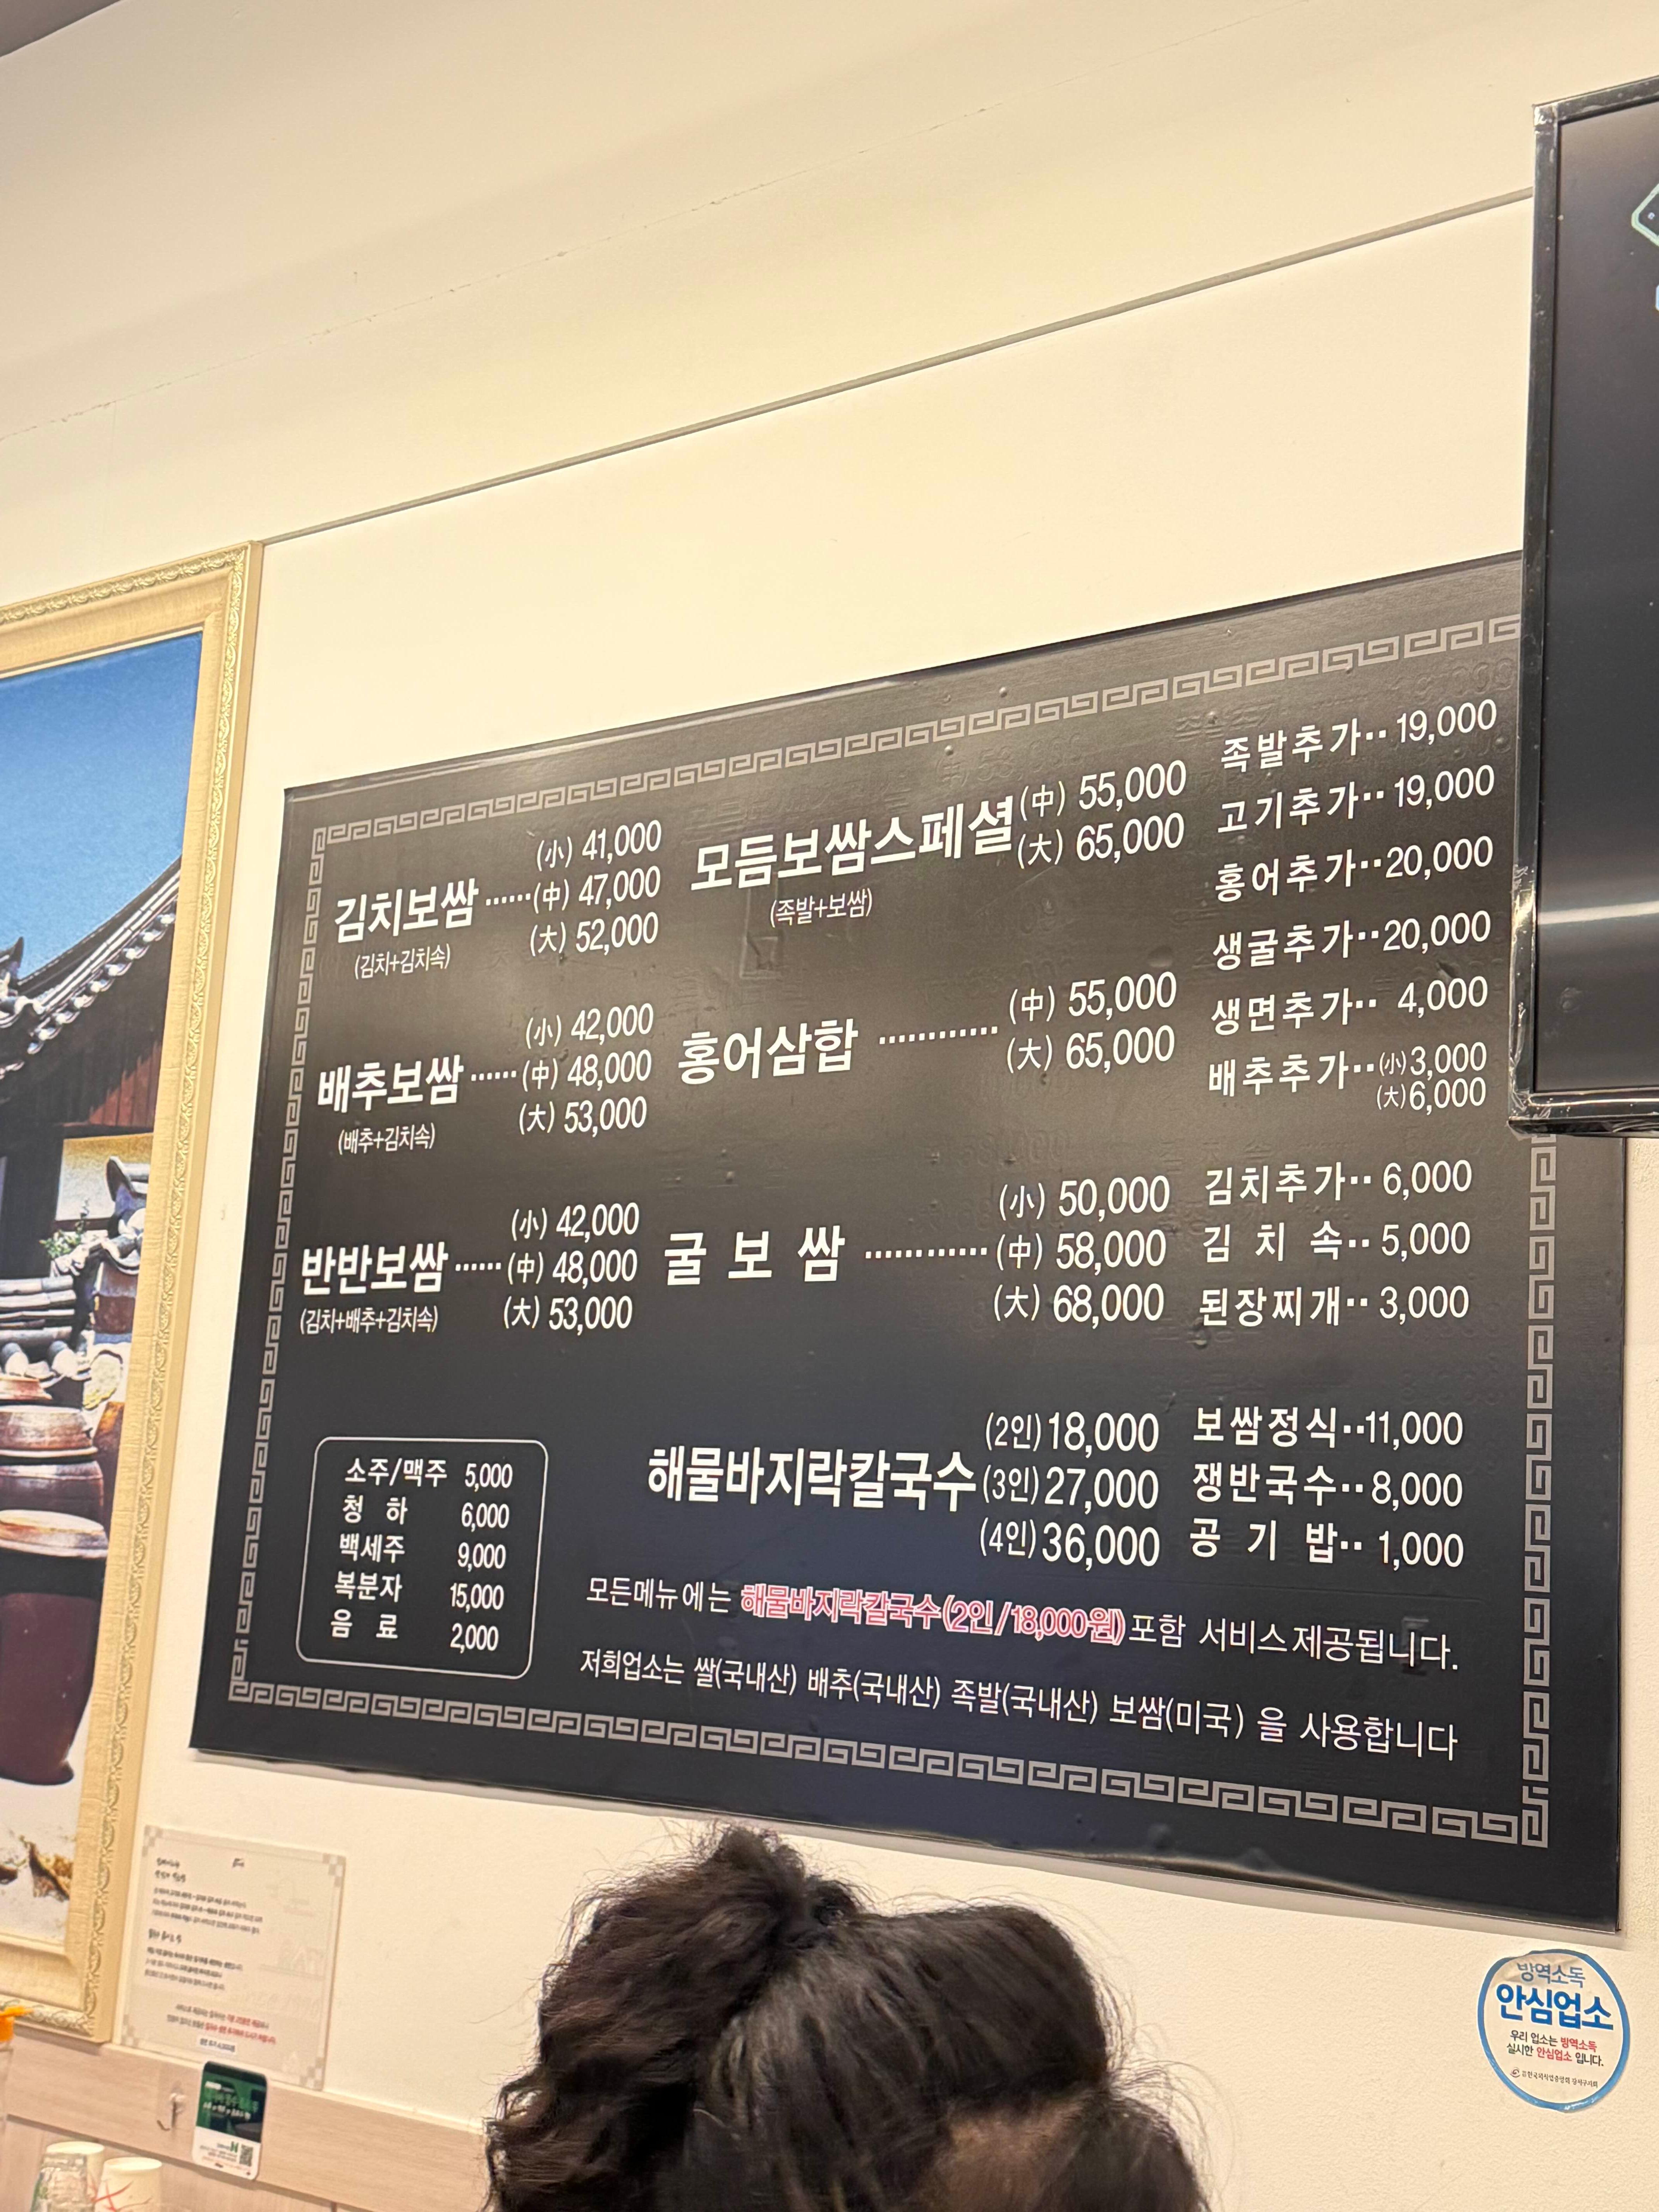 김치보쌈 ······ (小) 41,000
(中) 47,000
(大) 52,000
(김치+김치속)
배추보쌈 ······ (小) 42,000
(中) 48,000
(大) 53,000
(배추+김치속)
반반보쌈 ······ (小) 42,000
(中) 48,000
(大) 53,000
(김치+배추+김치속)
소주/맥주 5,000
청 하 6,000
백세주 9,000
복분자 15,000
음 료 2,000
모듬보쌈스페셜 (中) 55,000
(大) 65,000
(족발+보쌈)
홍어삼합 ············ (中) 55,000
(大) 65,000
굴 보 쌈 ············ (小) 50,000
(中) 58,000
(大) 68,000
해물바지락칼국수 (2인) 18,000
(3인) 27,000
(4인) 36,000
족발추가·· 19,000
고기추가·· 19,000
홍어추가·· 20,000
생굴추가·· 20,000
생면추가·· 4,000
배추추가·· (小) 3,000
(大) 6,000
김치추가·· 6,000
김 치 속·· 5,000
된장찌개·· 3,000
보쌈정식·· 11,000
쟁반국수·· 8,000
공 기 밥·· 1,000
모든메뉴에는 해물바지락칼국수(2인/18,000원)포함 서비스제공됩니다.
저희업소는 쌀(국내산) 배추(국내산) 족발(국내산) 보쌈(미국) 을 사용합니다
방역소독
안심업소
우리 업소는 방역소독
실시한 안심업소 입니다.